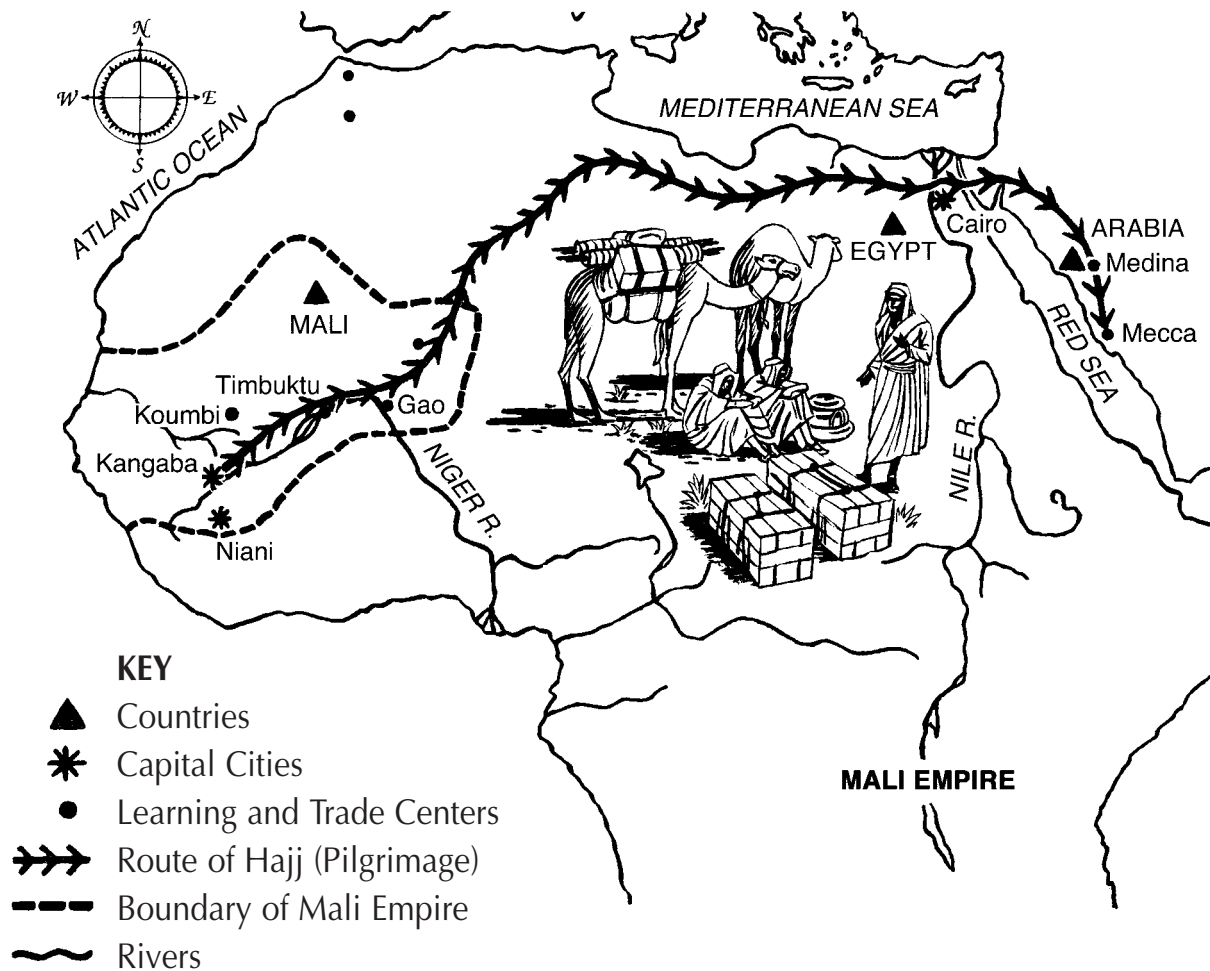 N
W
E
S
ATLANTIC OCEAN
MEDITERRANEAN SEA
Cairo
EGYPT
ARABIA
Medina
Mecca
RED SEA
MALI
Timbuktu
Koumbi
Gao
Kangaba
Niani
NIGER R.
NILE R.
KEY
Countries
Capital Cities
Learning and Trade Centers
Route of Hajj (Pilgrimage)
Boundary of Mali Empire
Rivers
MALI EMPIRE